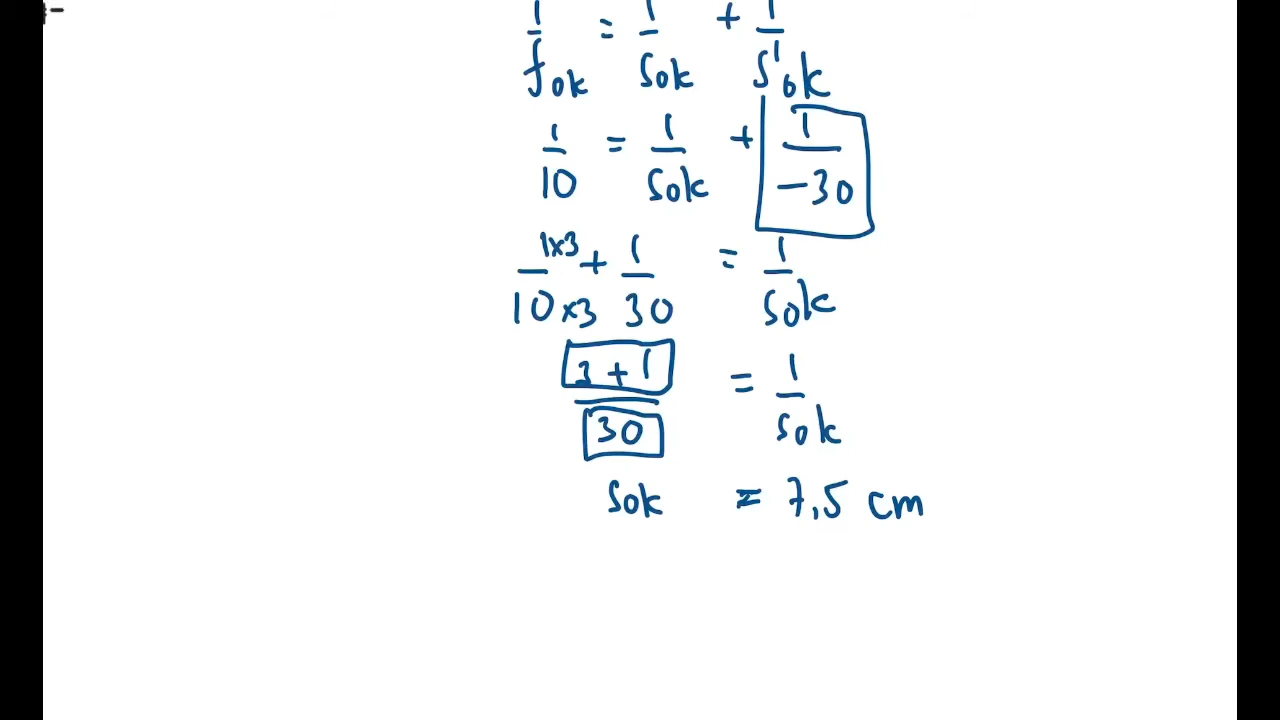 1/fok = 1/sok + 1/s'ok
1/10 = 1/sok + 1/-30
1x3/10x3 + 1/30 = 1/sok
3+1/30 = 1/sok
sok = 7,5 cm